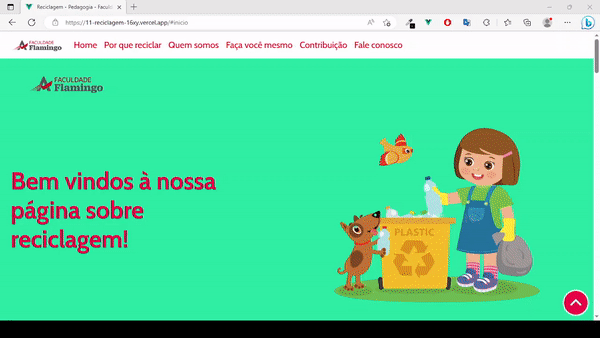 Reciclagem - Pedagogia - Facul
https://11-reciclagem-16xy.vercel.app/#inicio
FACULDADE
Flamingo
Home Por que reciclar Quem somos Faça você mesmo Contribuição Fale conosco
FACULDADE
Flamingo
Bem vindos à nossa
página sobre
reciclagem!
PLASTIC